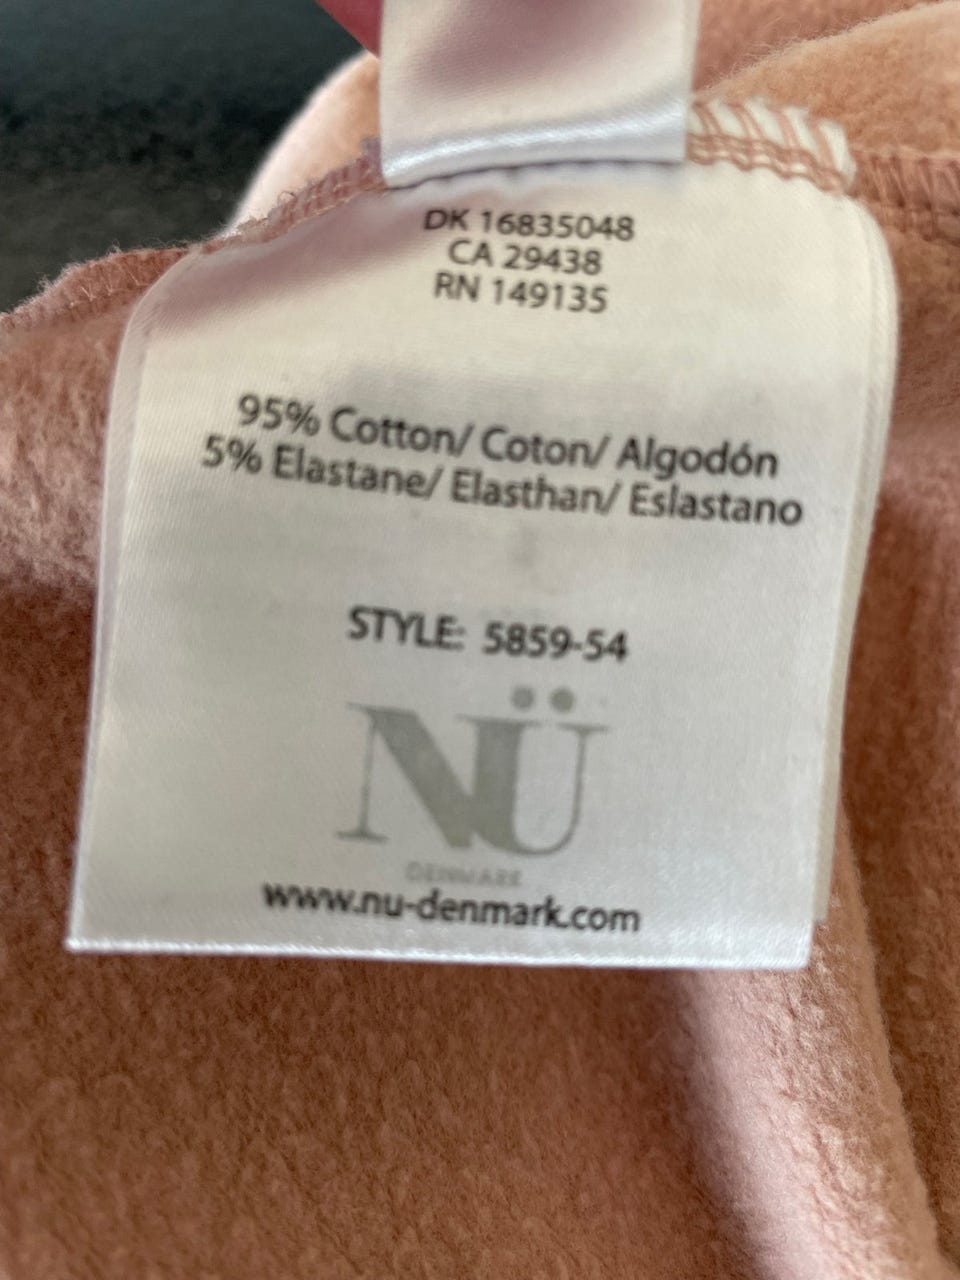 DK 16835048
CA 29438
RN 149135
95% Cotton/ Coton/ Algodón
5% Elastane/ Elasthan/ Eslastano
STYLE: 5859-54
NÜ
DENMARK
www.nu-denmark.com